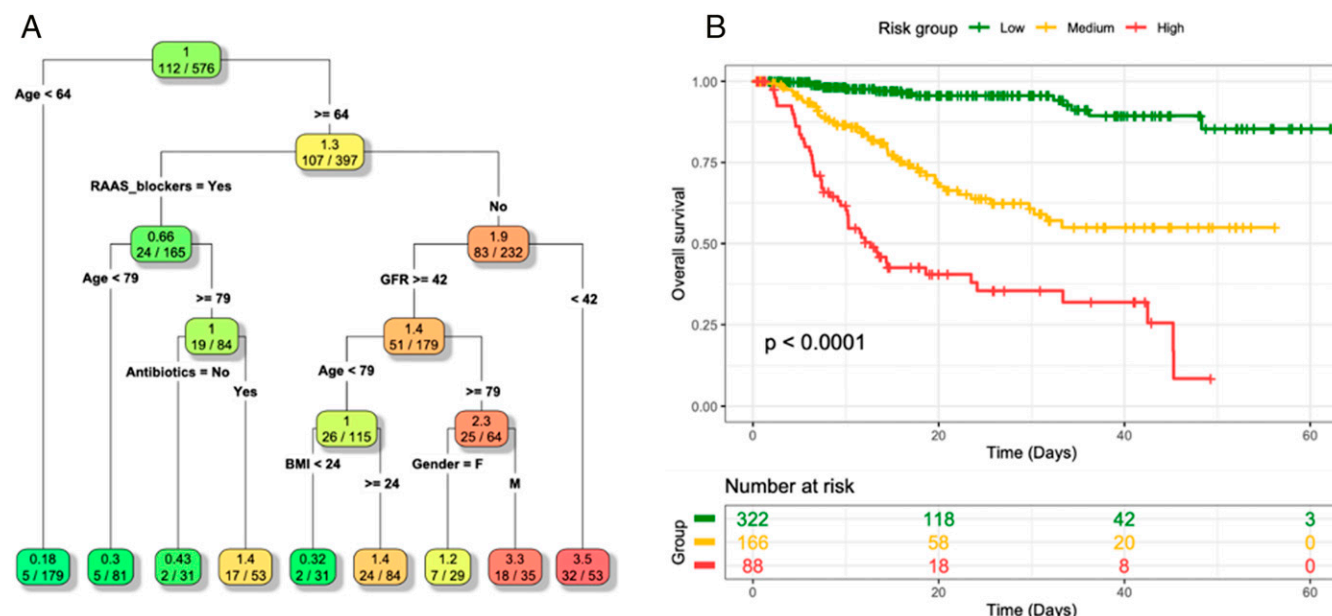 A
1
112 / 576
Age < 64
>= 64
1.3
107 / 397
RAAS_blockers = Yes
No
0.66
24 / 165
1.9
83 / 232
Age < 79
>= 79
GFR >= 42
< 42
1
19 / 84
1.4
51 / 179
Antibiotics = No
Yes
Age < 79
>= 79
1
26 / 115
2.3
25 / 64
BMI < 24
>= 24
Gender = F
M
0.18
5 / 179
0.3
5 / 81
0.43
2 / 31
1.4
17 / 53
0.32
2 / 31
1.4
24 / 84
1.2
7 / 29
3.3
18 / 35
3.5
32 / 53
B
Risk group Low Medium High
Overall survival
1.00
0.75
0.50
0.25
0.00
p < 0.0001
0 20 40 60
Time (Days)
Number at risk
Group
322 118 42 3
166 58 20 0
88 18 8 0
0 20 40 60
Time (Days)